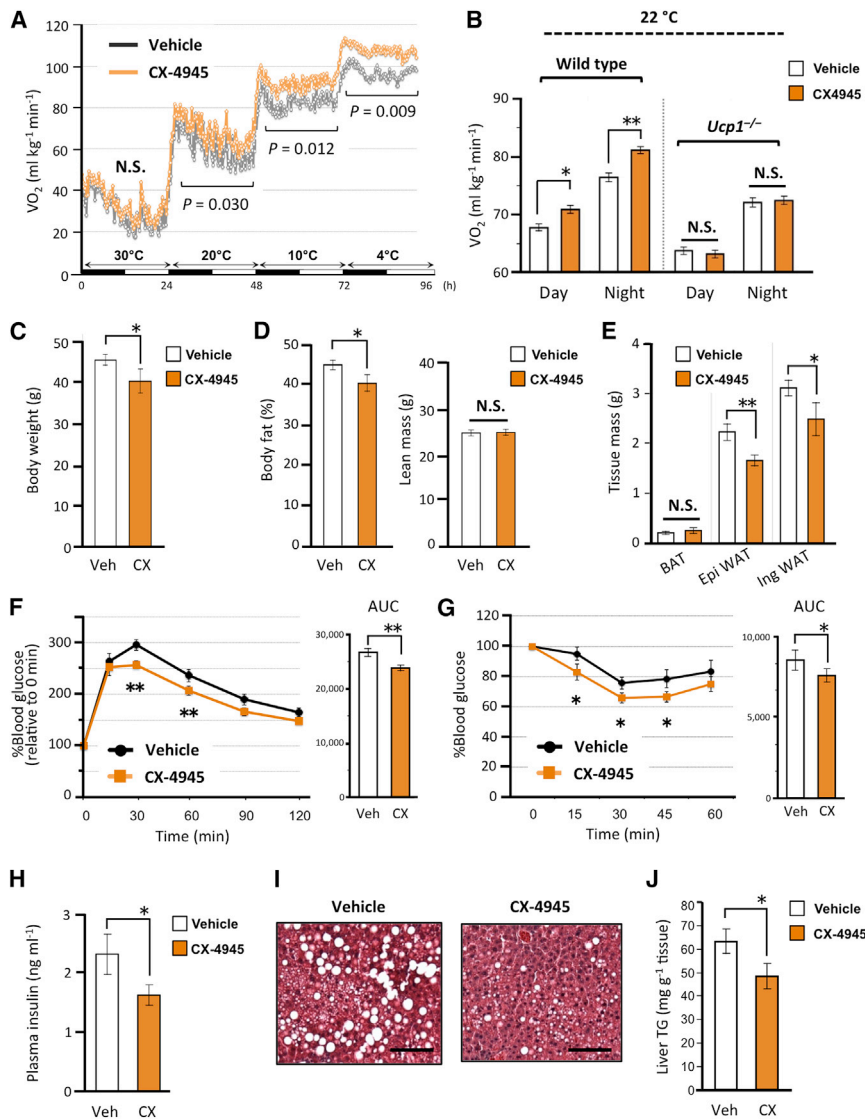 A
VO2 (ml kg-1 min-1)
120
100
80
60
40
20
0
Vehicle
CX-4945
N.S.
P = 0.030
P = 0.012
P = 0.009
30°C
20°C
10°C
4°C
0
24
48
72
96
(h)
B
22 °C
Vehicle
CX4945
Wild type
Ucp1−/−
VO2 (ml kg-1 min-1)
90
80
70
60
*
**
N.S.
N.S.
Day
Night
Day
Night
C
Body weight (g)
50
40
30
20
10
0
*
Vehicle
CX-4945
Veh
CX
D
Body fat (%)
50
40
30
20
10
0
*
Veh
CX
Lean mass (g)
40
30
20
10
0
N.S.
Veh
CX
E
Vehicle
CX-4945
Tissue mass (g)
4
3
2
1
0
N.S.
**
*
BAT
Epi WAT
Ing WAT
F
%Blood glucose
(relative to 0 min)
300
250
200
150
100
50
0
**
**
Vehicle
CX-4945
0
30
60
90
120
Time (min)
AUC
30,000
20,000
10,000
0
**
Veh
CX
G
%Blood glucose
120
100
80
60
40
20
0
*
*
*
Vehicle
CX-4945
0
15
30
45
60
Time (min)
AUC
10,000
5,000
0
*
Veh
CX
H
Plasma insulin (ng ml-1)
3
2
1
0
*
Vehicle
CX-4945
Veh
CX
I
Vehicle
CX-4945
J
Liver TG (mg g-1 tissue)
80
70
60
50
40
30
20
10
0
*
Vehicle
CX-4945
Veh
CX